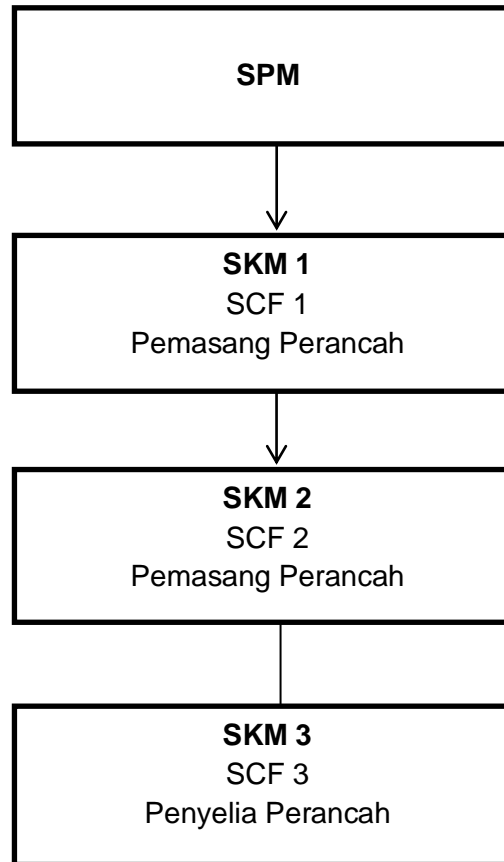 SPM
SKM 1
SCF 1
Pemasang Perancah
SKM 2
SCF 2
Pemasang Perancah
SKM 3
SCF 3
Penyelia Perancah